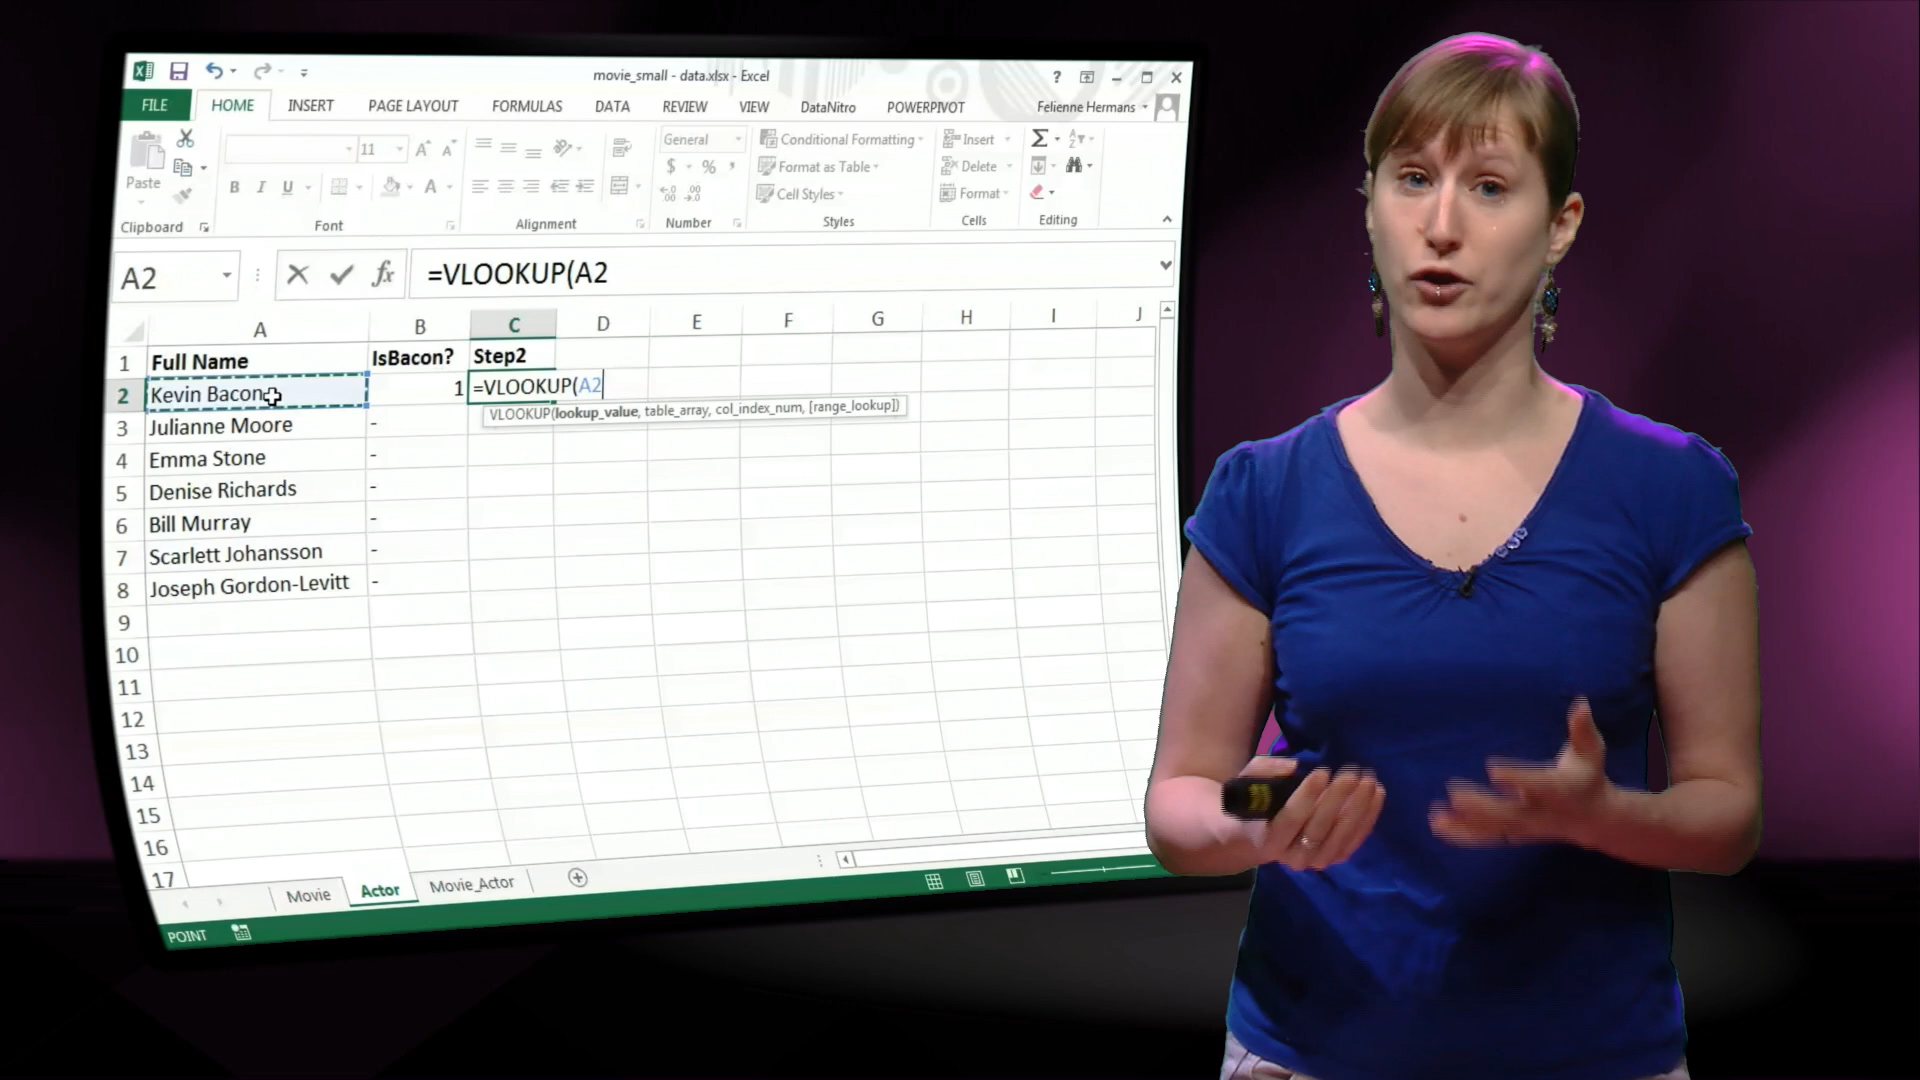 movie_small - data.xlsx - Excel
FILE HOME INSERT PAGE LAYOUT FORMULAS DATA REVIEW VIEW DataNitro POWERPIVOT Felienne Hermans
Paste
11
B I U A
General
$ % ,
Conditional Formatting
Format as Table
Cell Styles
Insert
Delete
Format
Σ
Clipboard Font Alignment Number Styles Cells Editing
A2 fx =VLOOKUP(A2
A B C D E F G H I J
1 Full Name IsBacon? Step2
2 Kevin Bacon 1 =VLOOKUP(A2
VLOOKUP(lookup_value, table_array, col_index_num, [range_lookup])
3 Julianne Moore -
4 Emma Stone -
5 Denise Richards -
6 Bill Murray -
7 Scarlett Johansson -
8 Joseph Gordon-Levitt -
9
10
11
12
13
14
15
16
17
Movie Actor Movie_Actor
POINT